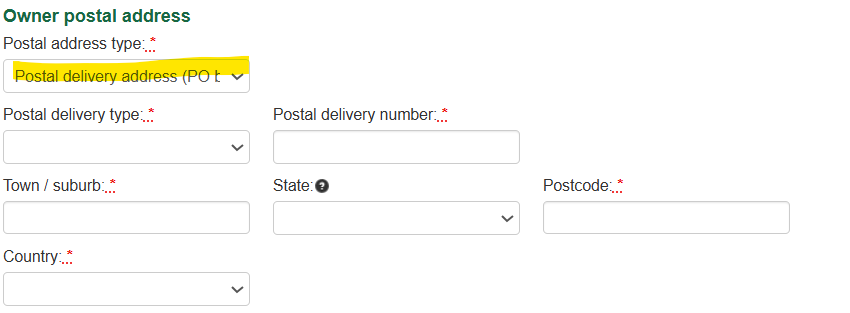 Owner postal address
Postal address type: *
Postal delivery address (PO b
Postal delivery type: * Postal delivery number: *
Town / suburb: * State: ? Postcode: *
Country: *